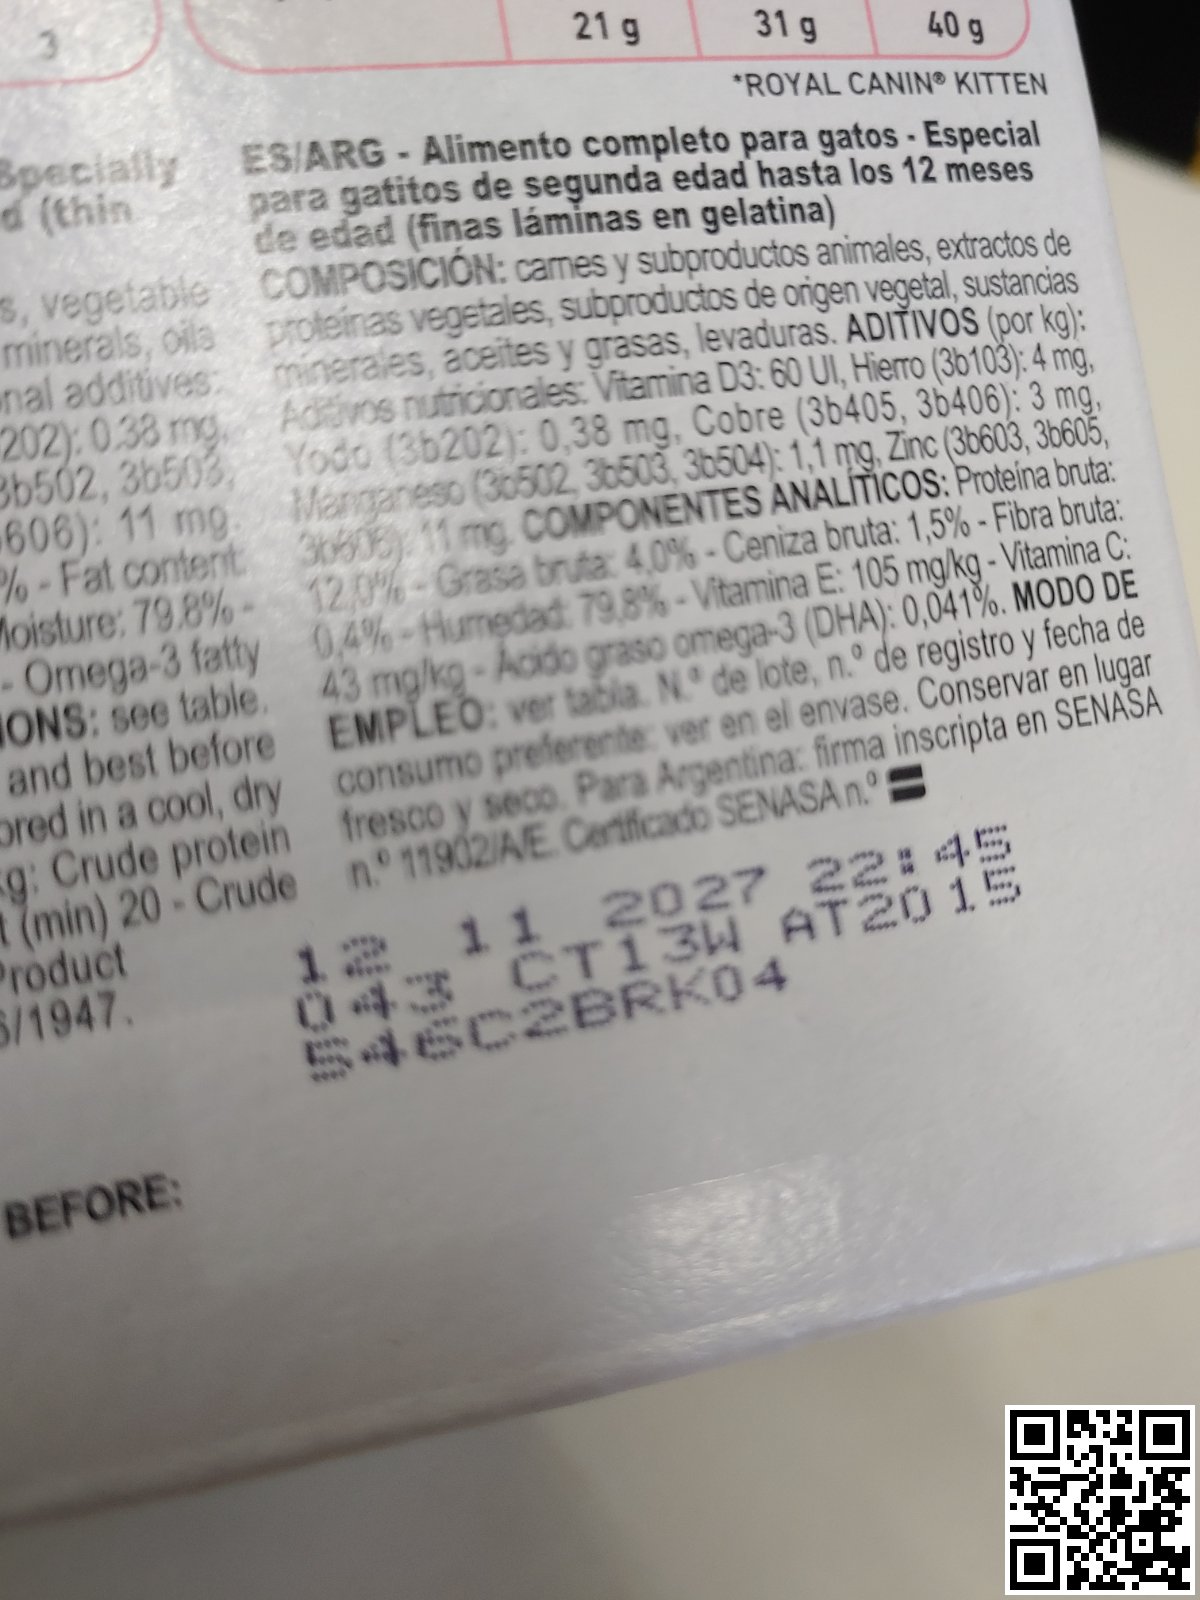 3
21 g 31 g 40 g
*ROYAL CANIN® KITTEN
Specially
d (thin
s, vegetable
minerals, oils
onal additives:
202): 0.38 mg,
3b502, 3b503,
606): 11 mg.
% - Fat content:
Moisture: 79.8% -
- Omega-3 fatty
IONS: see table.
and best before
ored in a cool, dry
kg: Crude protein
t (min) 20 - Crude
Product
6/1947.
BEFORE:
ES/ARG - Alimento completo para gatos - Especial
para gatitos de segunda edad hasta los 12 meses
de edad (finas láminas en gelatina)
COMPOSICIÓN: carnes y subproductos animales, extractos de
proteínas vegetales, subproductos de origen vegetal, sustancias
minerales, aceites y grasas, levaduras. ADITIVOS (por kg):
Aditivos nutricionales: Vitamina D3: 60 UI, Hierro (3b103): 4 mg,
Yodo (3b202): 0,38 mg, Cobre (3b405, 3b406): 3 mg,
Manganeso (3b502, 3b503, 3b504): 1,1 mg, Zinc (3b603, 3b605,
3b606): 11 mg. COMPONENTES ANALÍTICOS: Proteína bruta:
12,0% - Grasa bruta: 4,0% - Ceniza bruta: 1,5% - Fibra bruta:
0,4% - Humedad: 79,8% - Vitamina E: 105 mg/kg - Vitamina C:
43 mg/kg - Ácido graso omega-3 (DHA): 0,041%. MODO DE
EMPLEO: ver tabla. N.º de lote, n.º de registro y fecha de
consumo preferente: ver en el envase. Conservar en lugar
fresco y seco. Para Argentina: firma inscripta en SENASA
n.º 11902/A/E. Certificado SENASA n.º
12 11 2027 22:45
043 CT13W AT2015
546C2BRK04